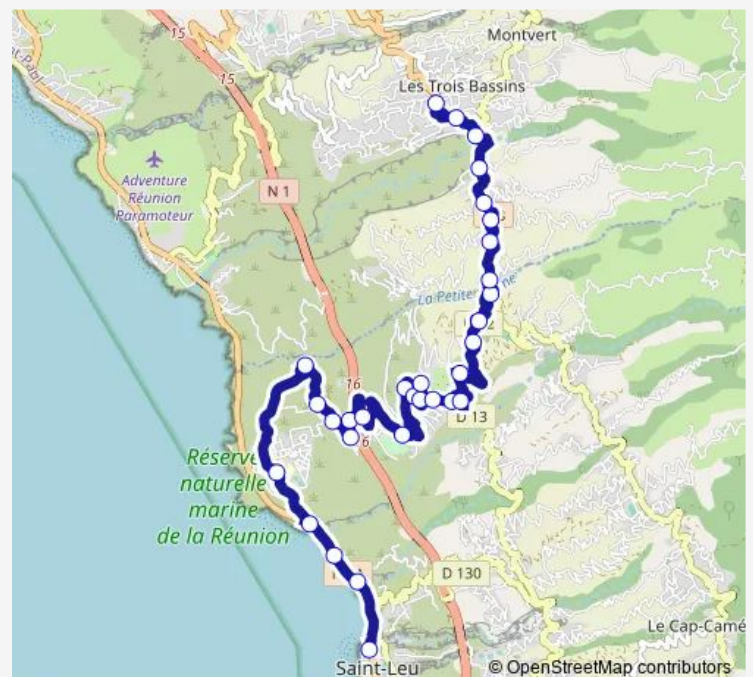 Montvert
15
15
Les Trois Bassins
Adventure
Réunion
Paramoteur
N 1
La Petite
16
D 13
Réserve
naturelle
marine
de la Réunion
D 130
Le Cap-Camé
Saint-Leu
© OpenStreetMap contributors